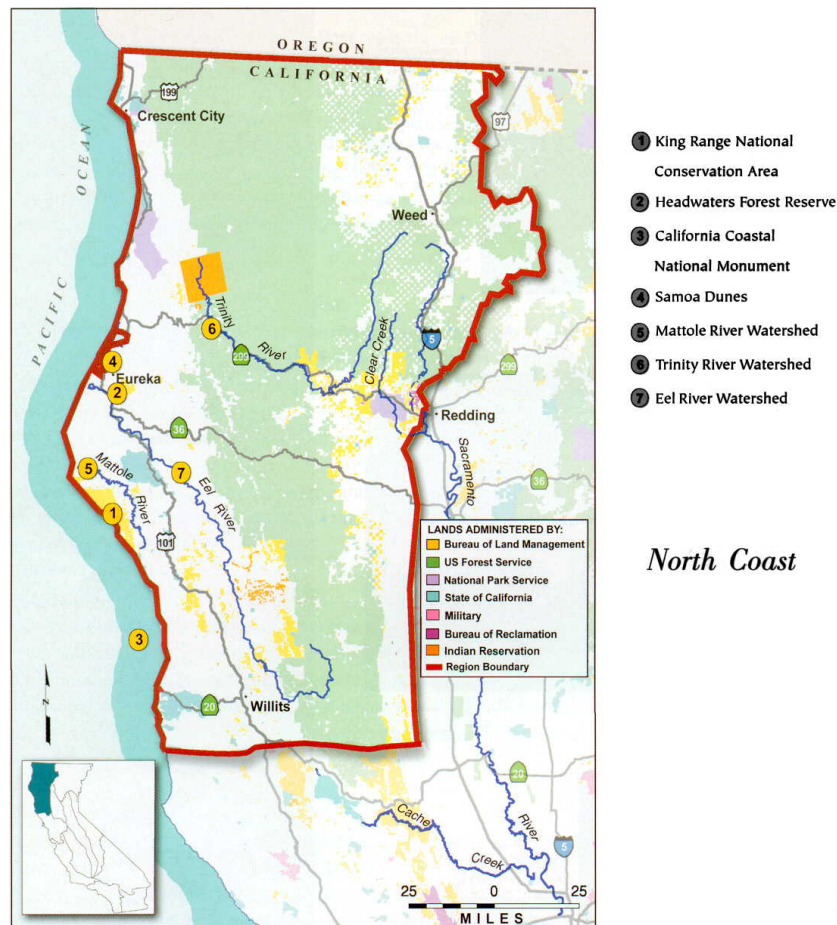 OREGON
CALIFORNIA
199
Crescent City
97
OCEAN
PACIFIC
Weed
Trinity
River
6
299
Clear Creek
5
4
Eureka
2
299
Redding
36
Sacramento
36
5
Mattole
River
7
Eel River
1
101
LANDS ADMINISTERED BY:
Bureau of Land Management
US Forest Service
National Park Service
State of California
Military
Bureau of Reclamation
Indian Reservation
Region Boundary
3
N
20
Willits
20
Cache
Creek
River
5
25 0 25
MILES
1 King Range National
Conservation Area
2 Headwaters Forest Reserve
3 California Coastal
National Monument
4 Samoa Dunes
5 Mattole River Watershed
6 Trinity River Watershed
7 Eel River Watershed
North Coast